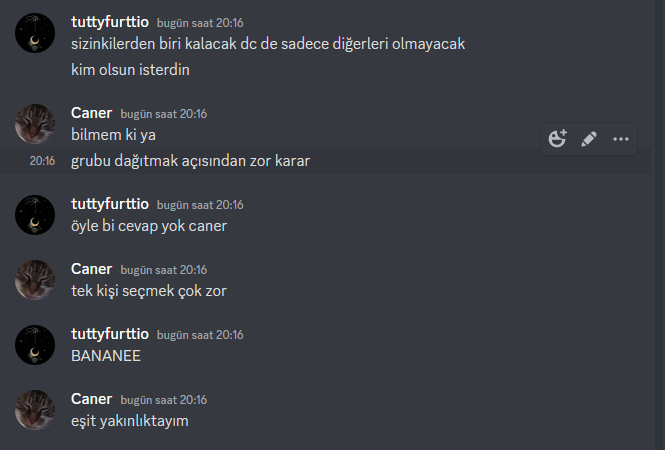 tuttyfurttio bugün saat 20:16
sizinkilerden biri kalacak dc de sadece diğerleri olmayacak
kim olsun isterdin
Caner bugün saat 20:16
bilmem ki ya
20:16 grubu dağıtmak açısından zor karar
tuttyfurttio bugün saat 20:16
öyle bi cevap yok caner
Caner bugün saat 20:16
tek kişi seçmek çok zor
tuttyfurttio bugün saat 20:16
BANANEE
Caner bugün saat 20:16
eşit yakınlıktayım